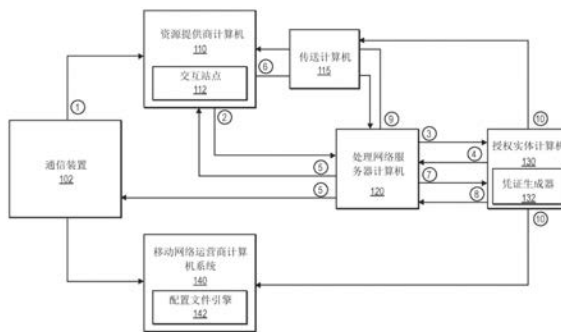 资源提供商计算机
110
交互站点
112
传送计算机
115
⑥
①
②
⑨
③
⑩
通信装置
102
处理网络服务器计算机
120
⑤
④
授权实体计算机
130
凭证生成器
132
⑦
⑤
⑧
⑩
移动网络运营商计算
机系统
140
配置文件引擎
142